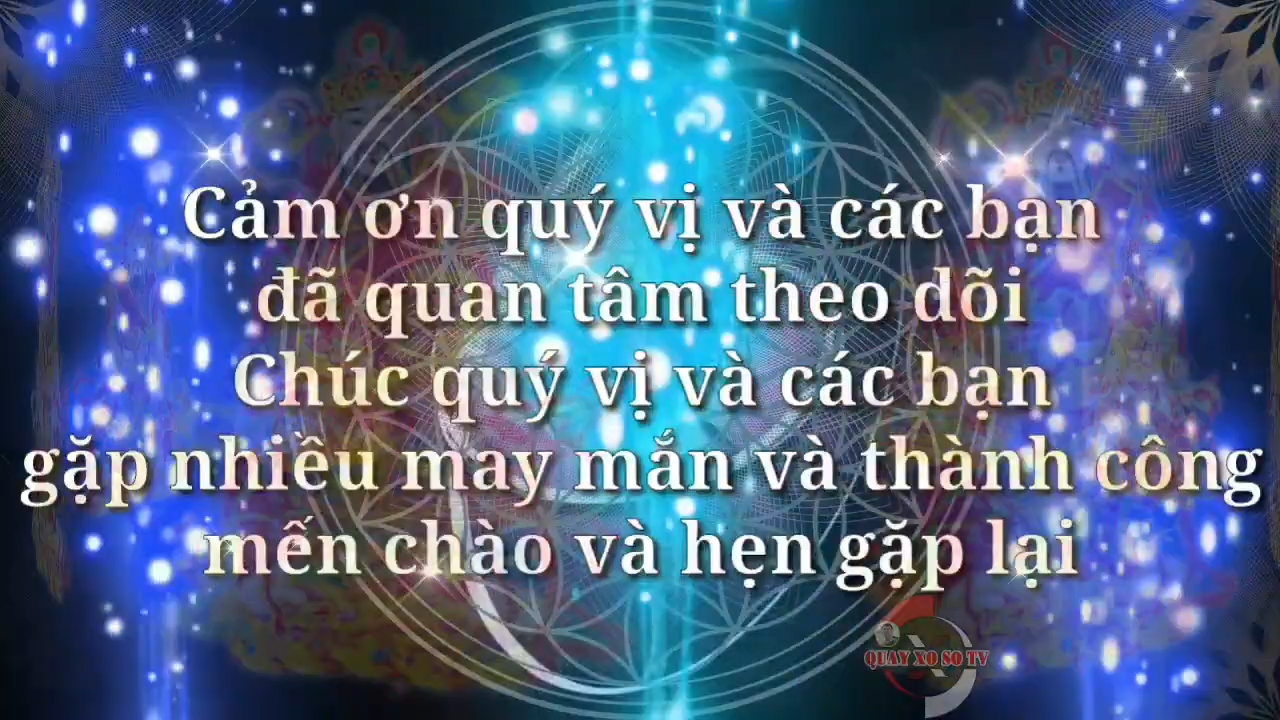 Cảm ơn quý vị và các bạn
đã quan tâm theo dõi
Chúc quý vị và các bạn
gặp nhiều may mắn và thành công
mến chào và hẹn gặp lại
QUAY XO SO TV